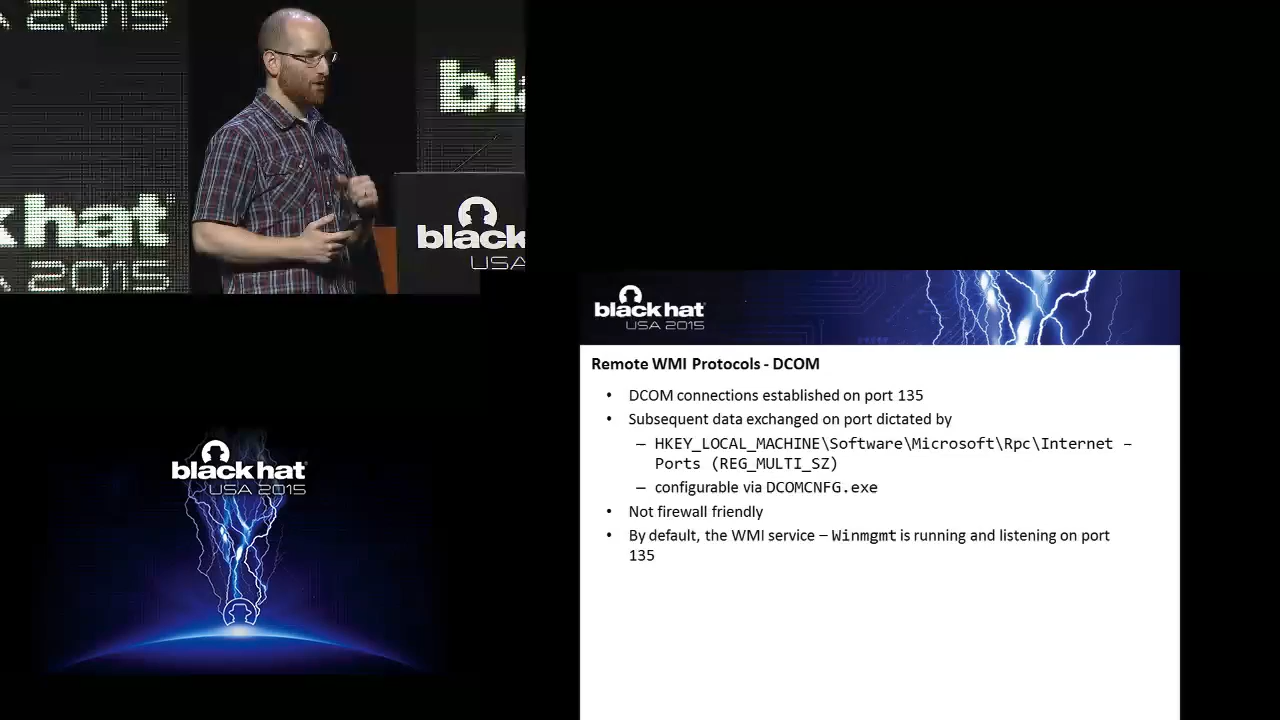 USA 2015
black hat
USA 2015
black
USA
black hat
USA 2015
black hat
USA 2015
Remote WMI Protocols - DCOM
• DCOM connections established on port 135
• Subsequent data exchanged on port dictated by
– HKEY_LOCAL_MACHINE\Software\Microsoft\Rpc\Internet –
Ports (REG_MULTI_SZ)
– configurable via DCOMCNFG.exe
• Not firewall friendly
• By default, the WMI service – Winmgmt is running and listening on port
135